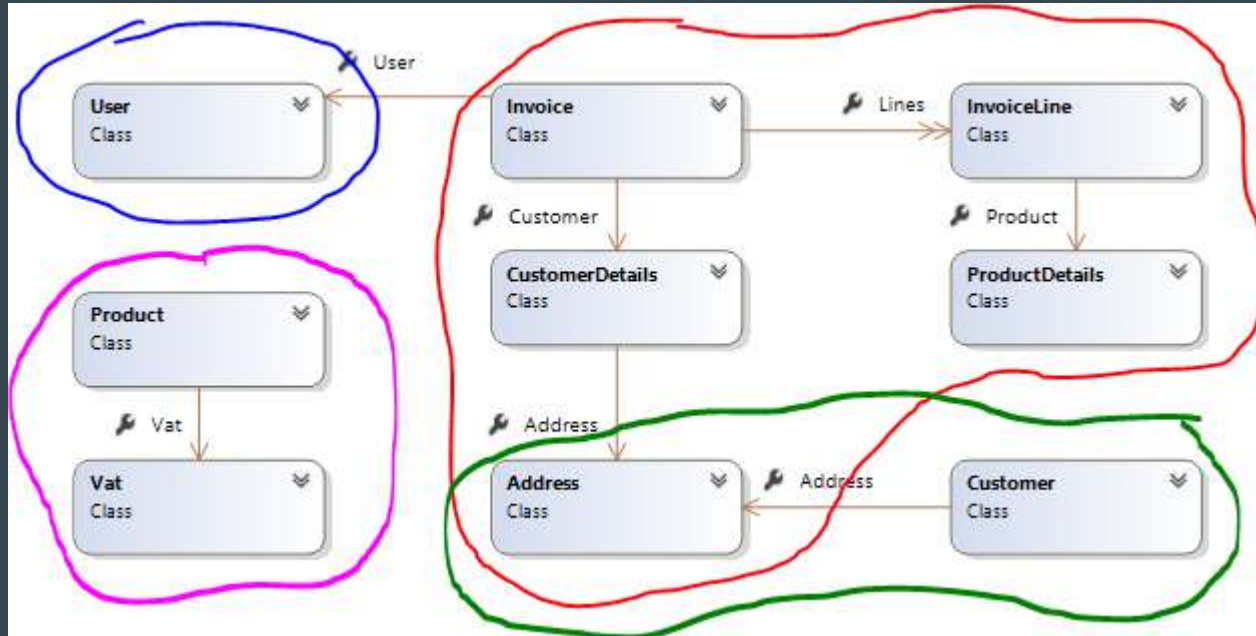 User
User
Class
Invoice
Class
Lines
InvoiceLine
Class
Customer
Product
CustomerDetails
Class
ProductDetails
Class
Product
Class
Vat
Address
Vat
Class
Address
Class
Address
Customer
Class